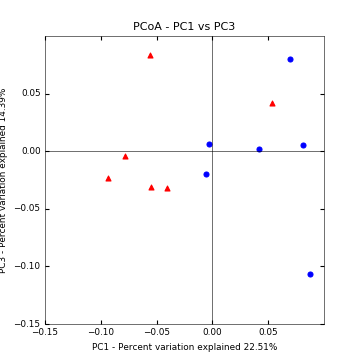 PCoA - PC1 vs PC3
PC3 - Percent variation explained 14.39%
0.05
0.00
−0.05
−0.10
−0.15
−0.15 −0.10 −0.05 0.00 0.05
PC1 - Percent variation explained 22.51%